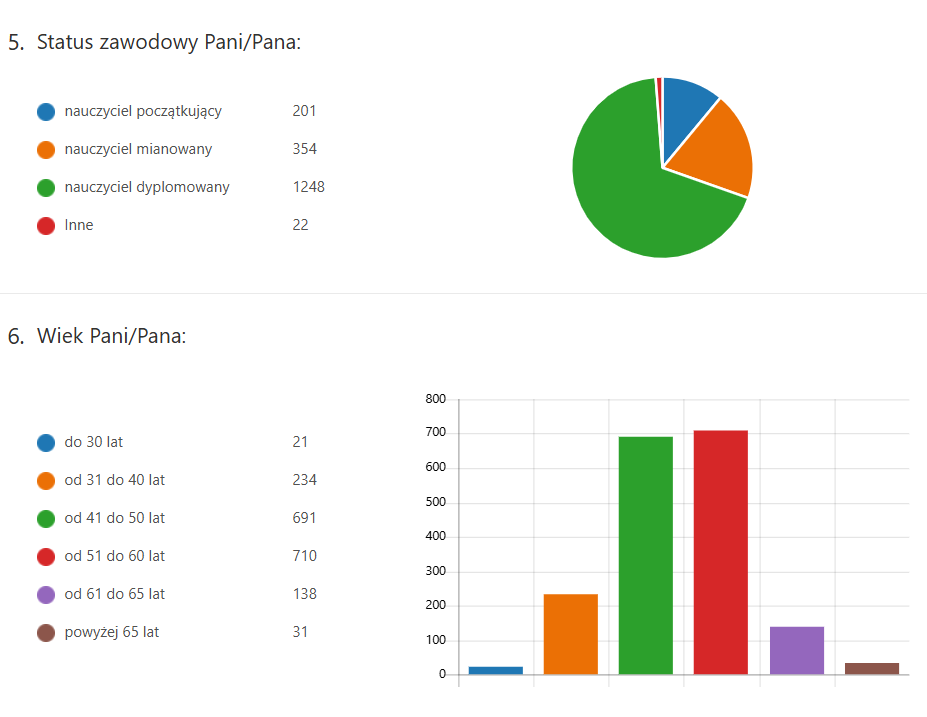 5. Status zawodowy Pani/Pana:
nauczyciel początkujący 201
nauczyciel mianowany 354
nauczyciel dyplomowany 1248
Inne 22
6. Wiek Pani/Pana:
do 30 lat 21
od 31 do 40 lat 234
od 41 do 50 lat 691
od 51 do 60 lat 710
od 61 do 65 lat 138
powyżej 65 lat 31
800
700
600
500
400
300
200
100
0